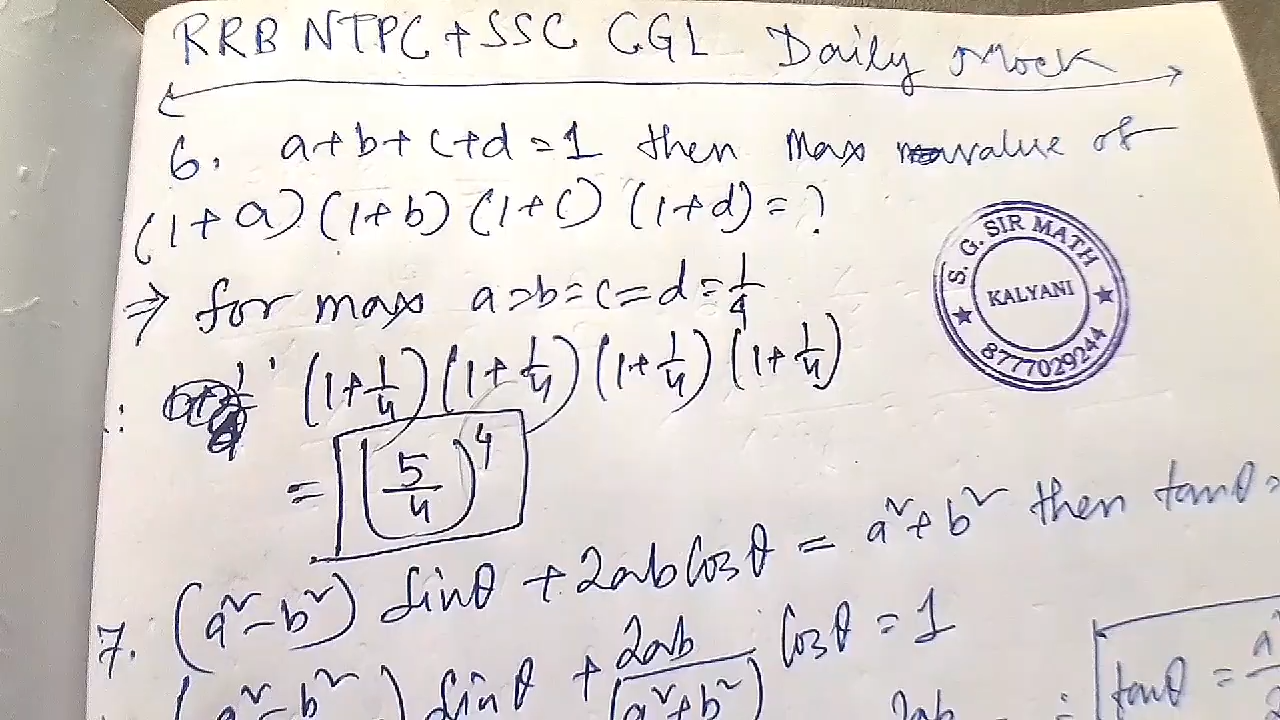 RRB NTPC + SSC CGL Daily Mock
6. a+b+c+d=1 then max value of
(1+a)(1+b)(1+c)(1+d)=?
⇒ for max a=b=c=d=1/4
∴ (1+1/4)(1+1/4)(1+1/4)(1+1/4)
= (5/4)^4
S. G. SIR MATH
KALYANI
8777029244
7. (a²-b²) sinθ + 2ab cosθ = a²+b² then tanθ =
(a²-b²) sinθ + 2ab/(a²+b²) cosθ = 1
2ab
tanθ =